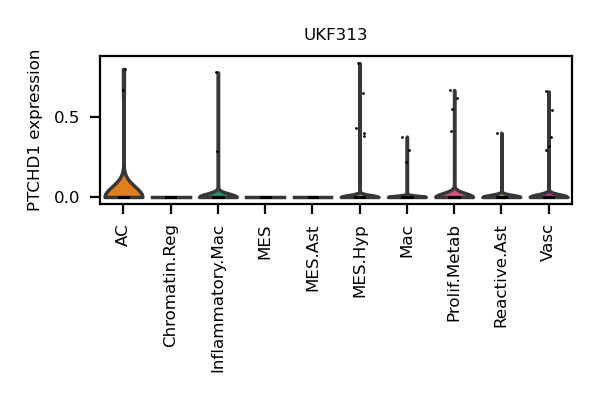 UKF313
PTCHD1 expression
0.5
0.0
AC
Chromatin.Reg
Inflammatory.Mac
MES
MES.Ast
MES.Hyp
Mac
Prolif.Metab
Reactive.Ast
Vasc